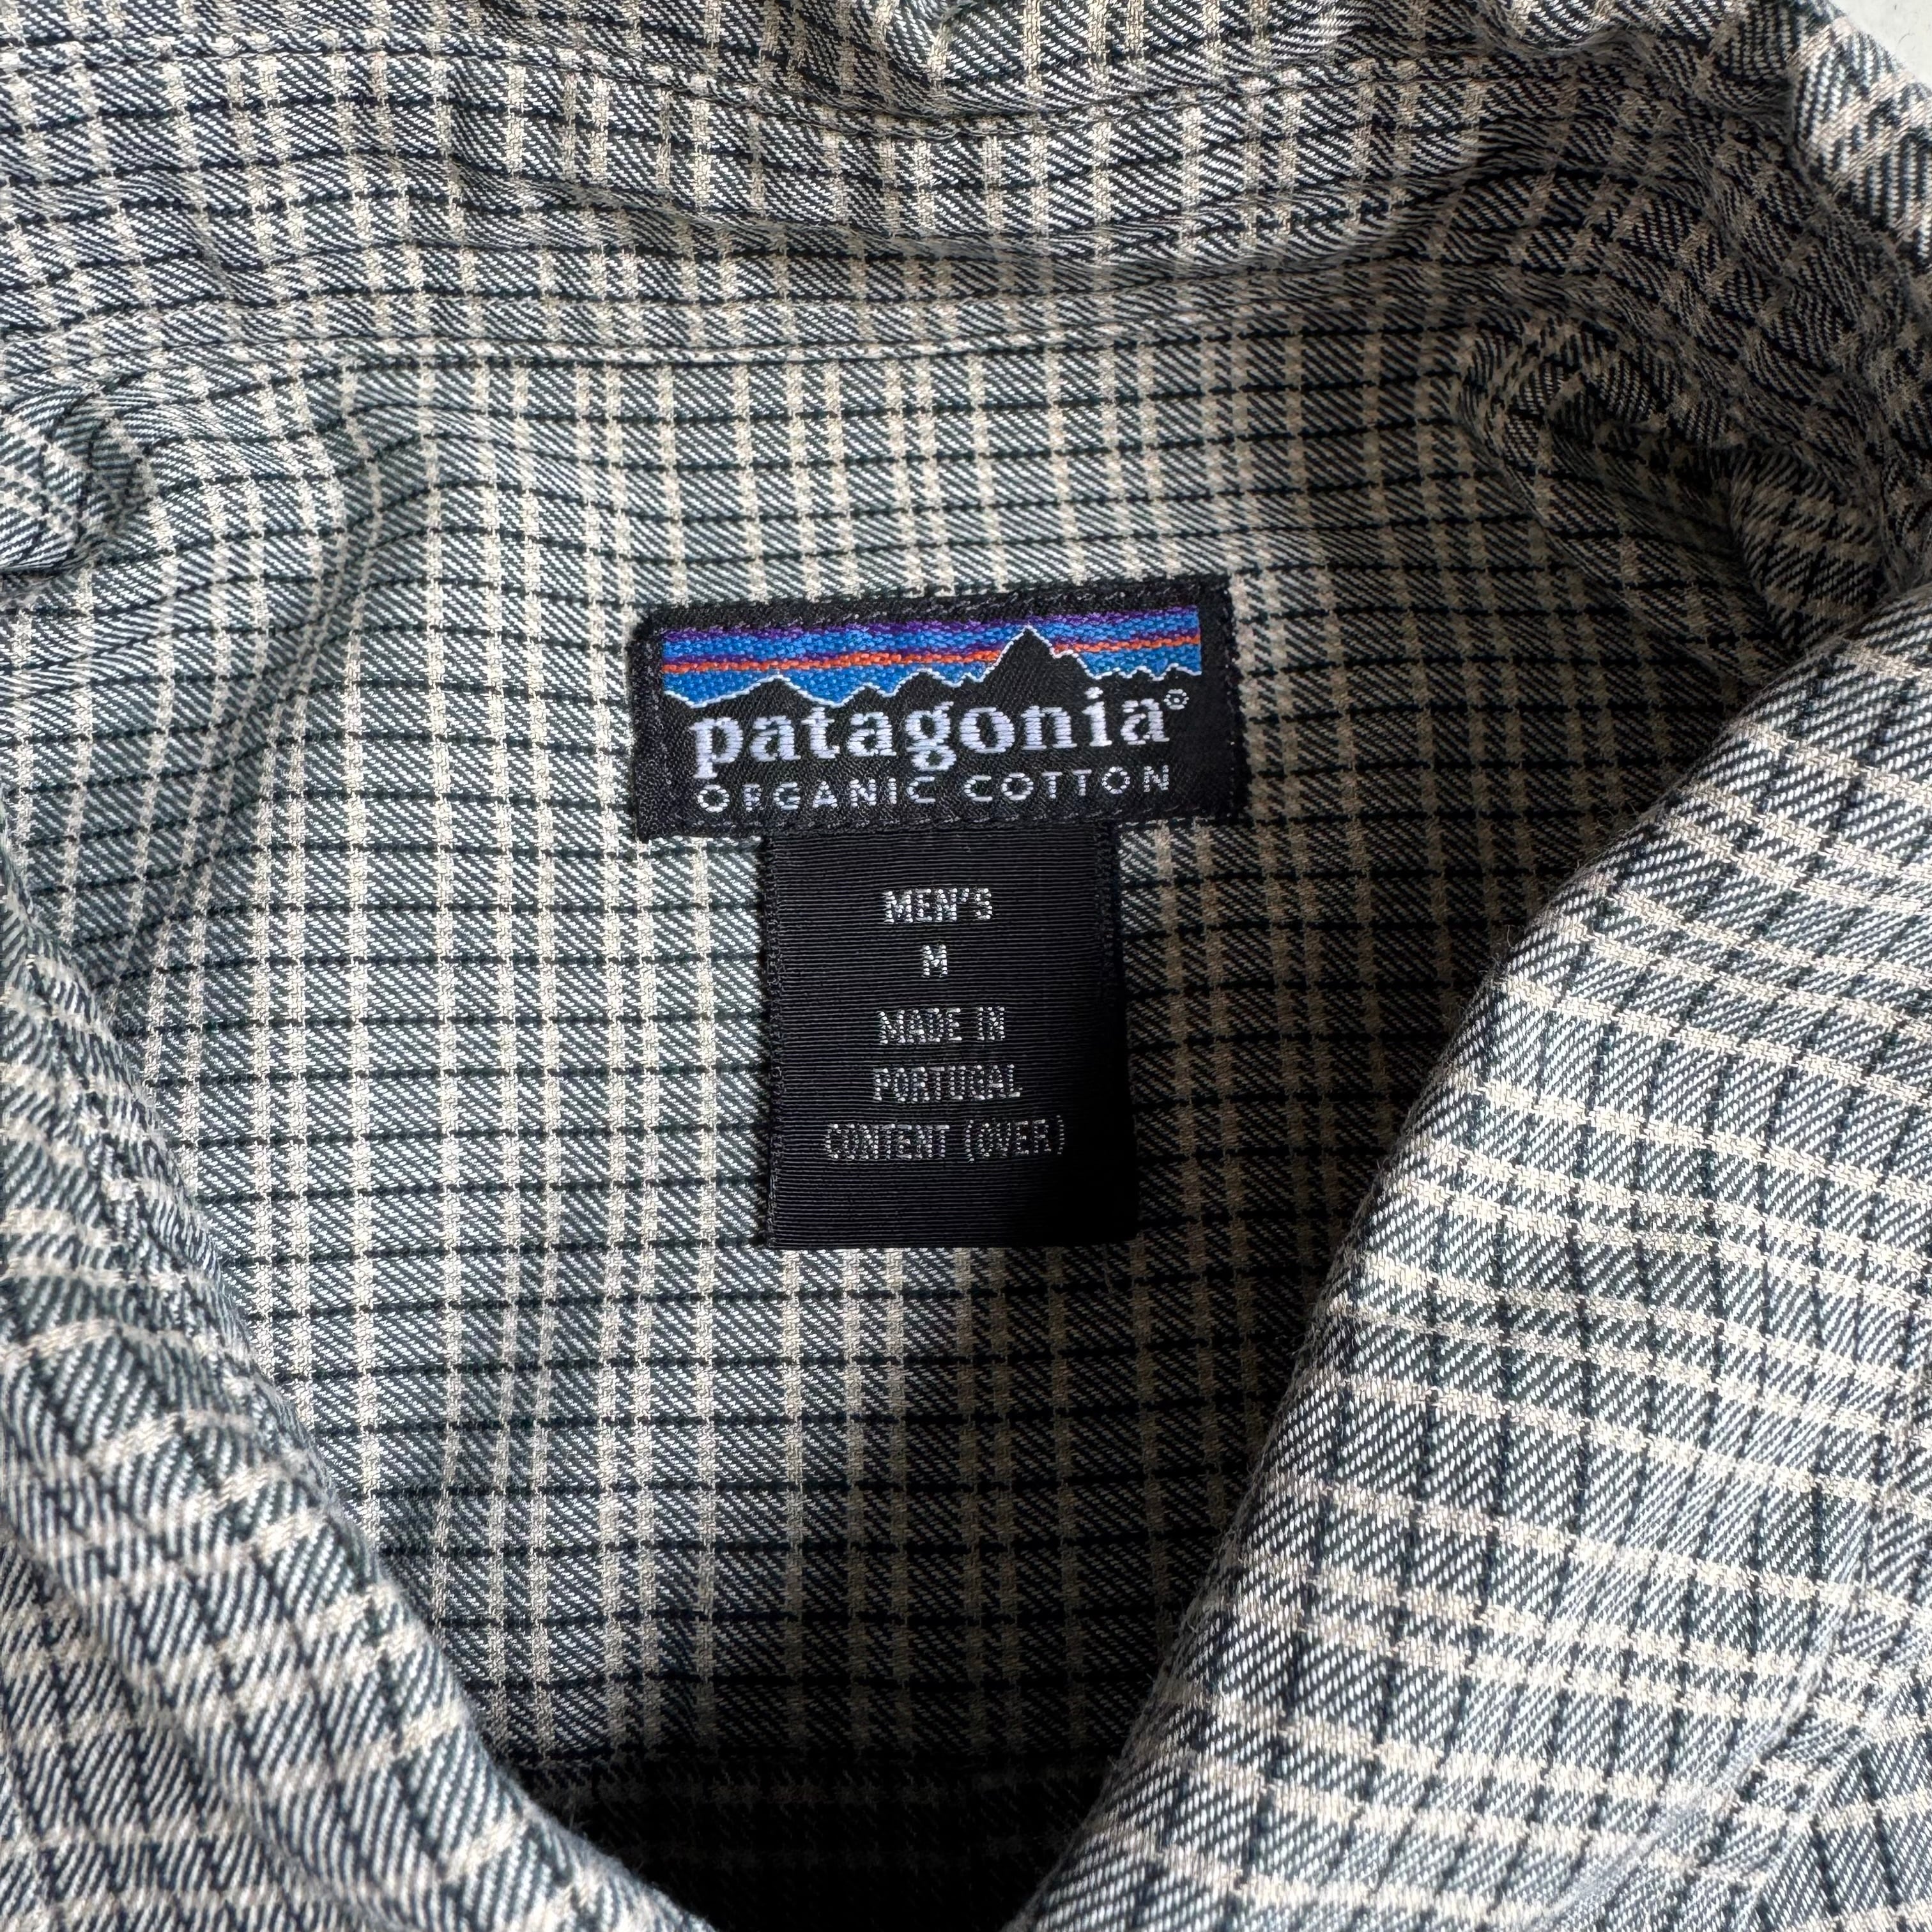 patagonia®
ORGANIC COTTON
MEN'S
M
MADE IN
PORTUGAL
CONTENT (OVER)